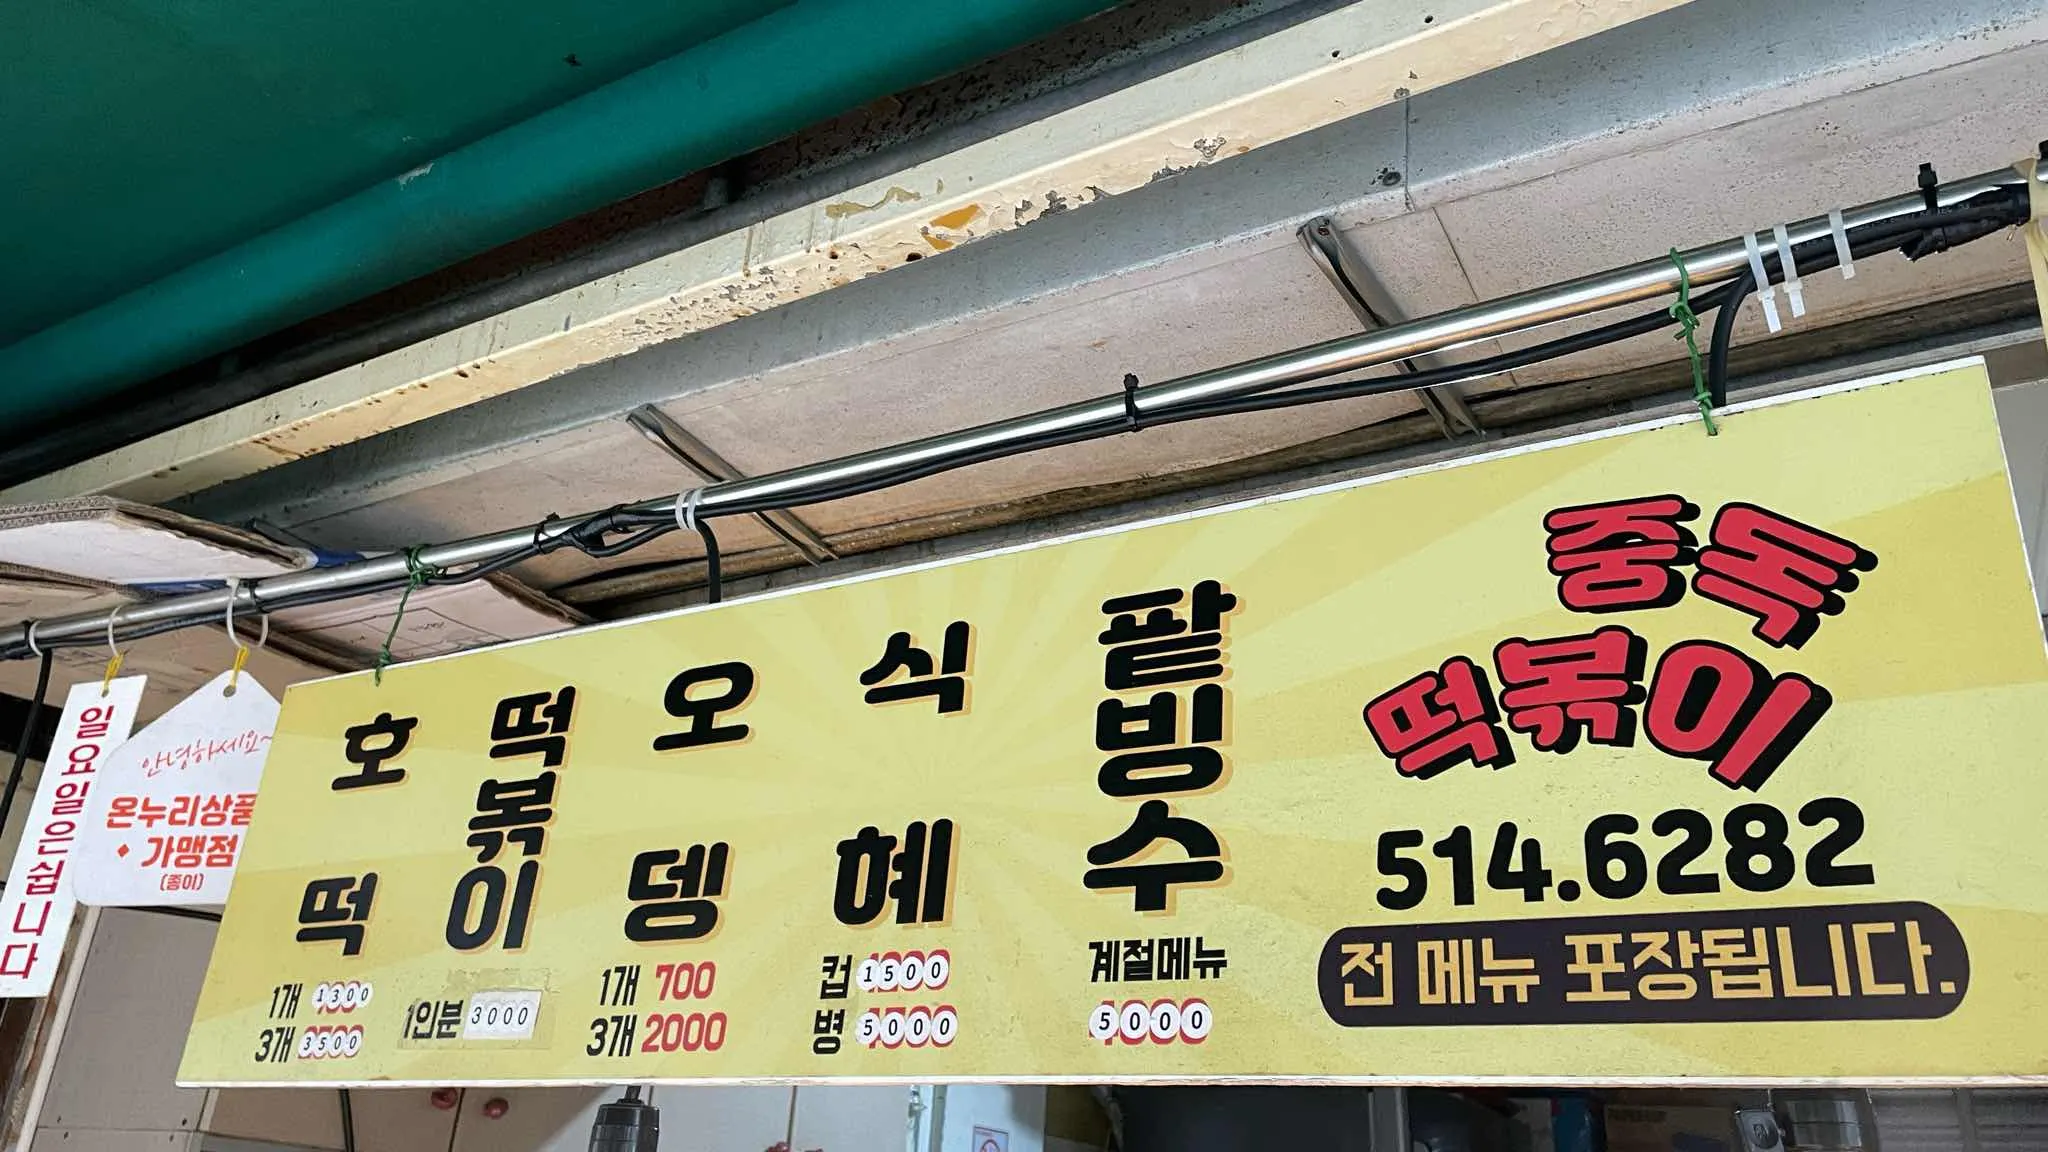 일요일은쉽니다
안녕하세요~
온누리상품
가맹점
(종이)
호떡
1개 1300
3개 3500
떡볶이
1인분 3000
오뎅
1개 700
3개 2000
식혜
컵 1500
병 5000
팥빙수
계절메뉴
5000
중독
떡볶이
514.6282
전 메뉴 포장됩니다.